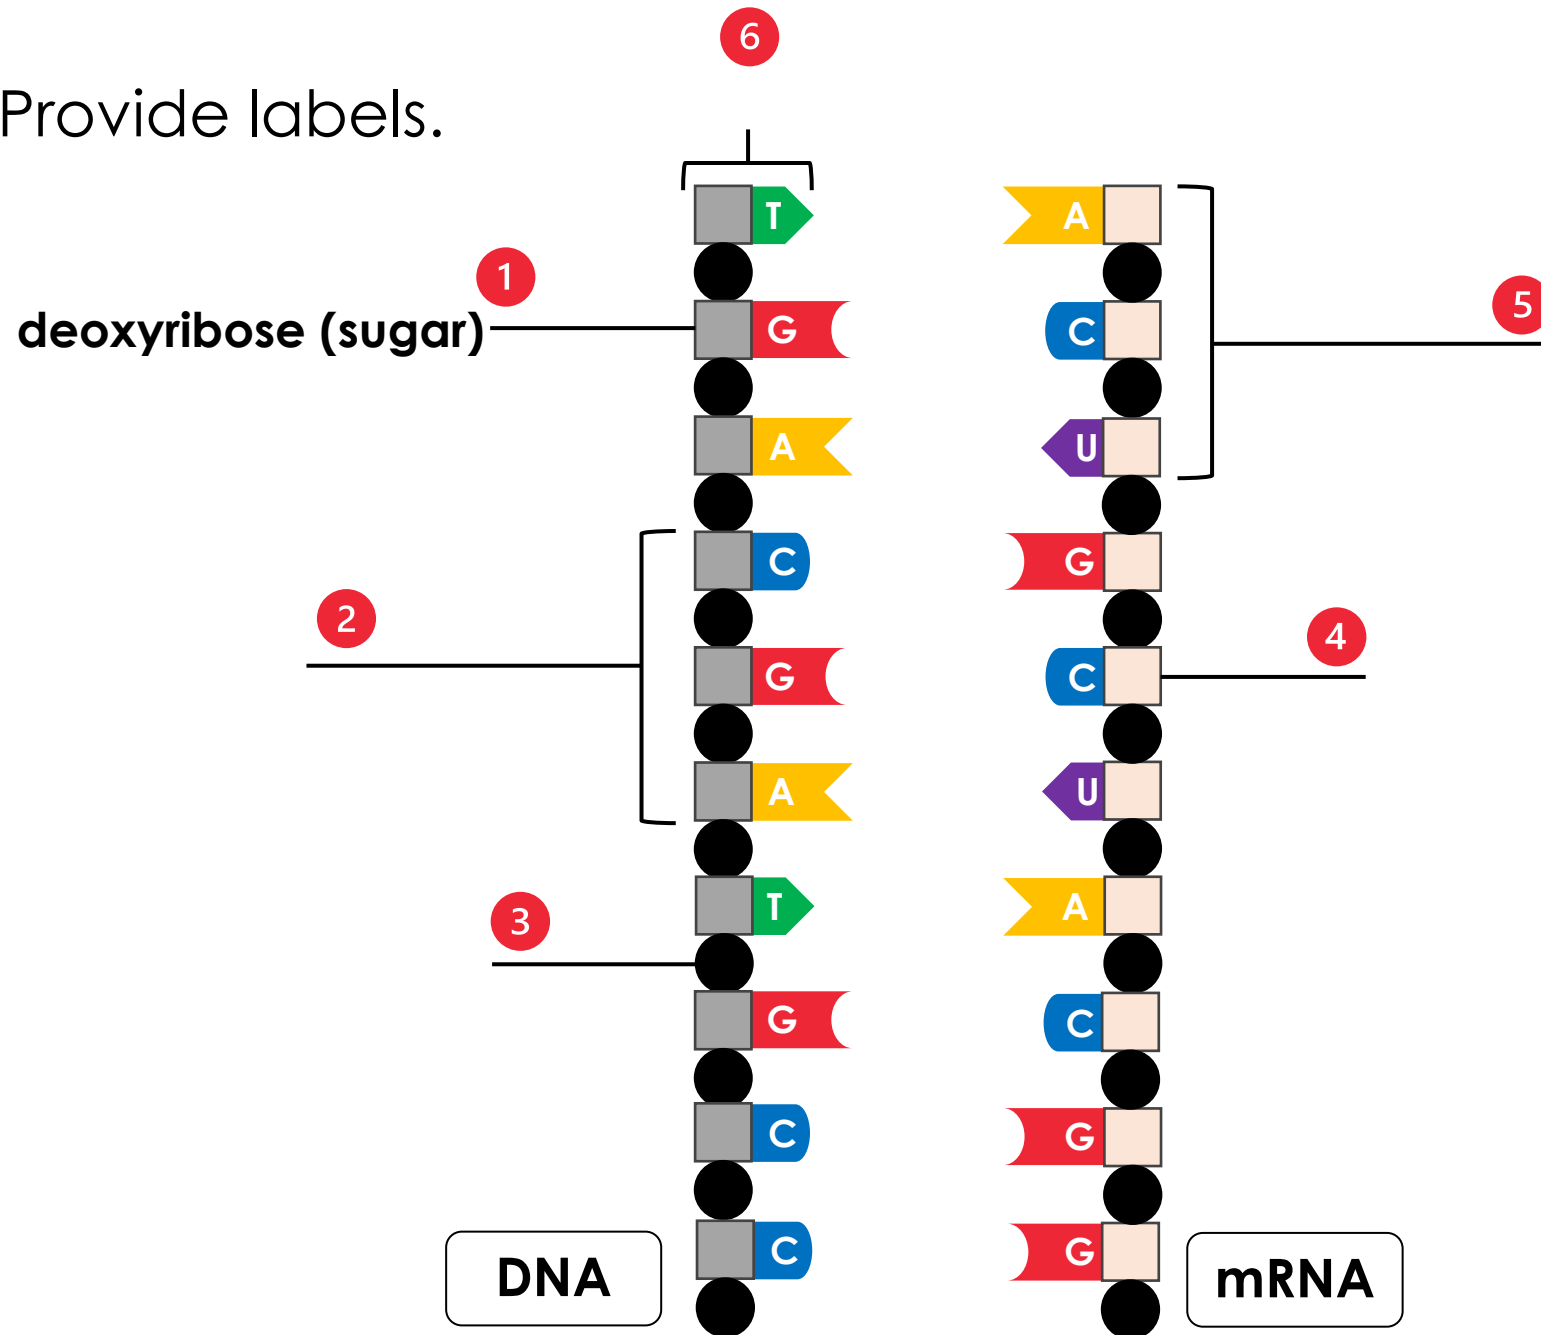 6
Provide labels.
T A
1
5
deoxyribose (sugar) G C
A U
C G
2
G C
4
A U
T A
3
G C
C G
C G
DNA mRNA